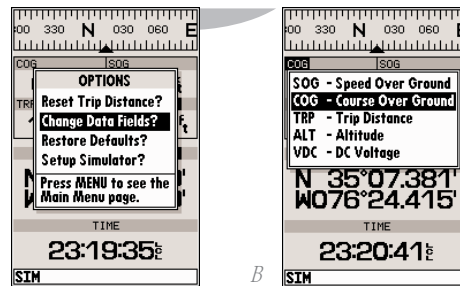 300 330 N 030 060 E
COG SOG
OPTIONS
Reset Trip Distance?
Change Data Fields?
Restore Defaults?
Setup Simulator?
Press MENU to see the
Main Menu page.
TIME
23:19:35
SIM
B
300 330 N 030 060
COG SOG
SOG - Speed Over Ground
COG - Course Over Ground
TRP - Trip Distance
ALT - Altitude
VDC - DC Voltage
N 35°07.381'
W076°24.415'
TIME
23:20:41
SIM